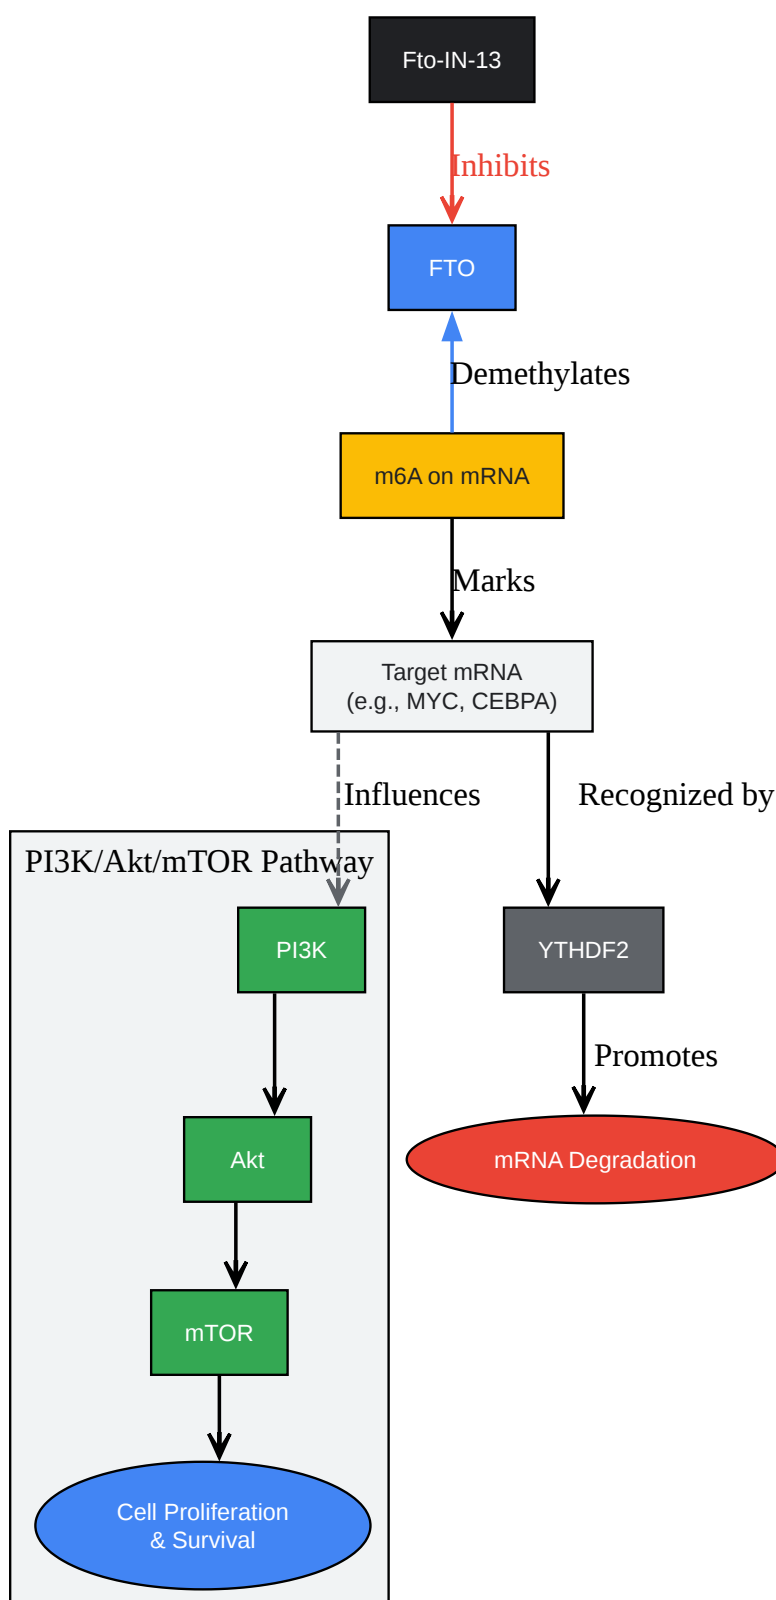 Fto-IN-13
Inhibits
FTO
Demethylates
m6A on mRNA
Marks
Target mRNA
(e.g., MYC, CEBPA)
Influences
Recognized by
PI3K/Akt/mTOR Pathway
PI3K
YTHDF2
Promotes
Akt
mRNA Degradation
mTOR
Cell Proliferation
& Survival